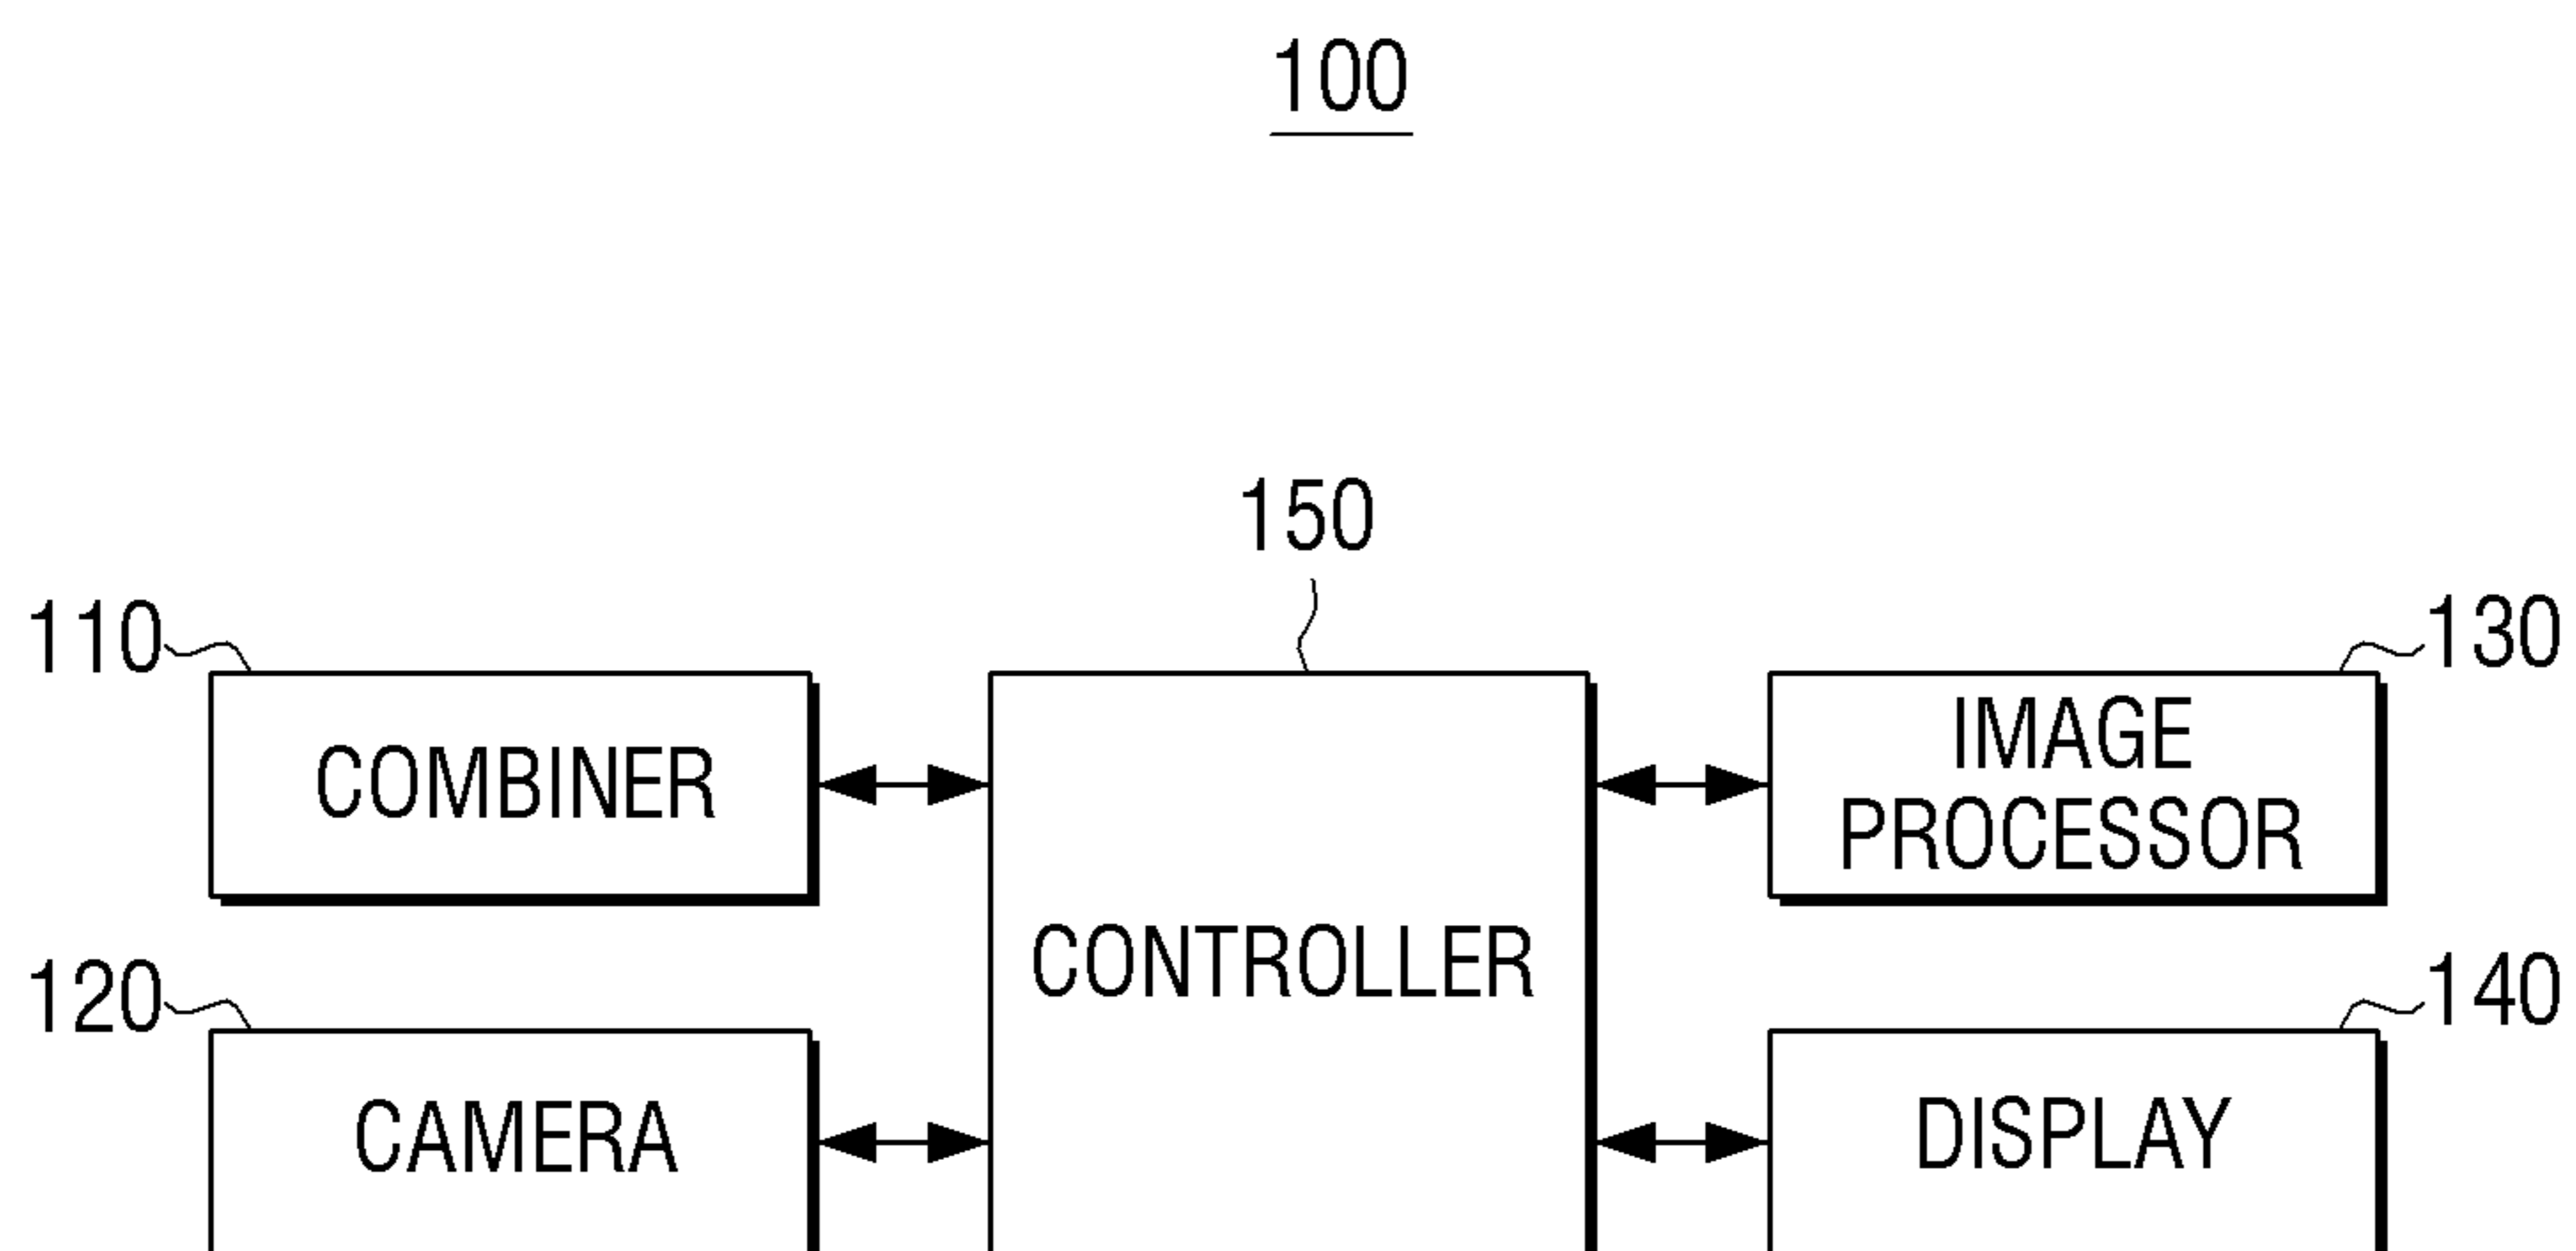 100
150
110
130
COMBINER
IMAGE
PROCESSOR
CONTROLLER
120
140
CAMERA
DISPLAY